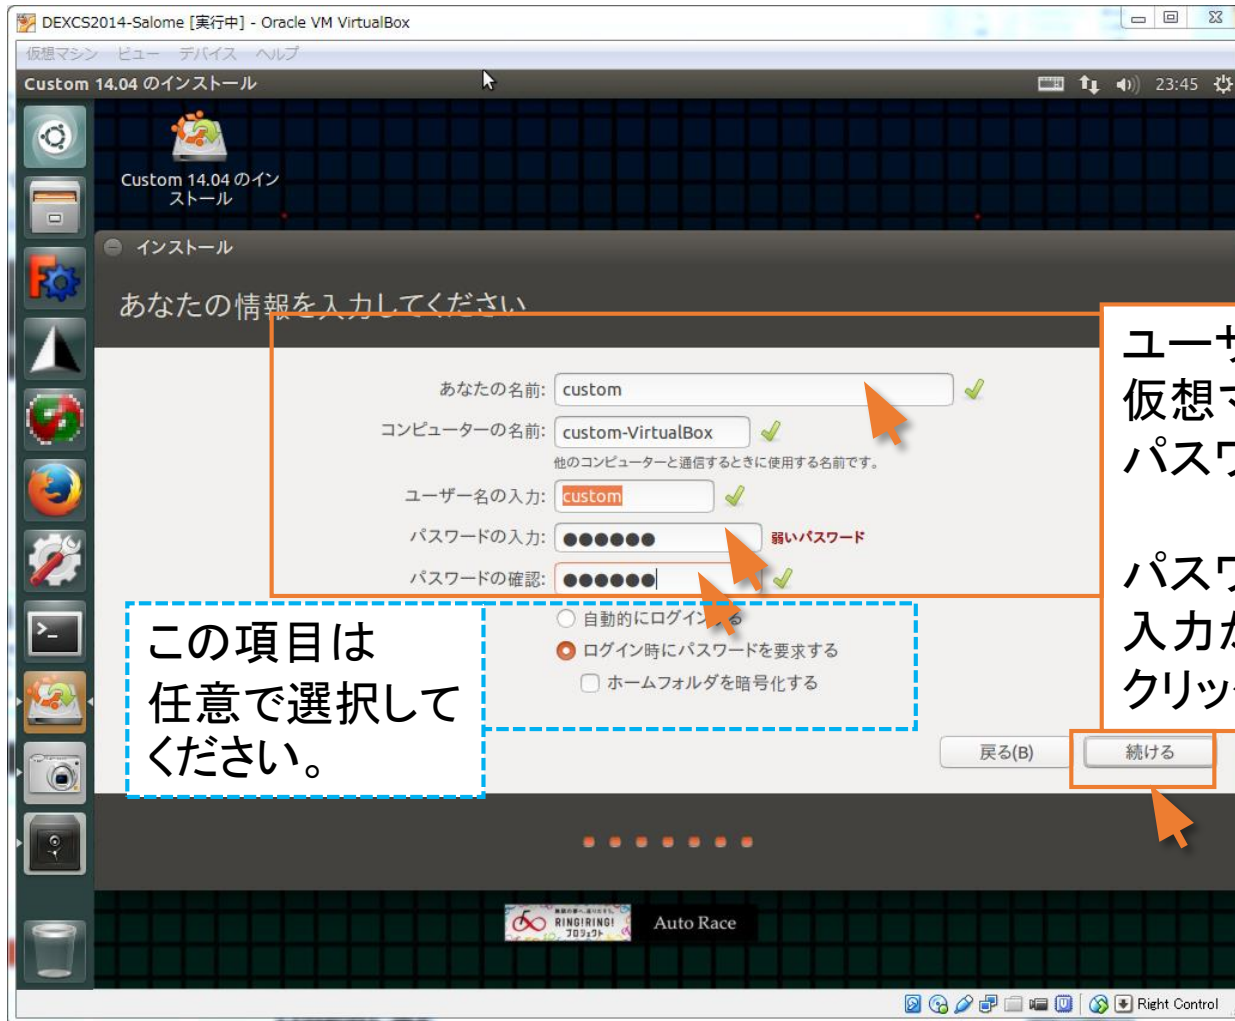 DEXCS2014-Salome [実行中] - Oracle VM VirtualBox
仮想マシン ビュー デバイス ヘルプ
Custom 14.04 のインストール
23:45
Custom 14.04 のイン
ストール
インストール
あなたの情報を入力してください
あなたの名前: custom
コンピューターの名前: custom-VirtualBox
他のコンピューターと通信するときに使用する名前です。
ユーザー名の入力: custom
パスワードの入力: ●●●●●● 弱いパスワード
パスワードの確認: ●●●●●●
自動的にログインする
ログイン時にパスワードを要求する
ホームフォルダを暗号化する
この項目は
任意で選択して
ください。
ユーザ
仮想マ
パスワ
パスワ
入力が
クリック
戻る(B)
続ける
RING!RING!
プロジェクト
Auto Race
Right Control